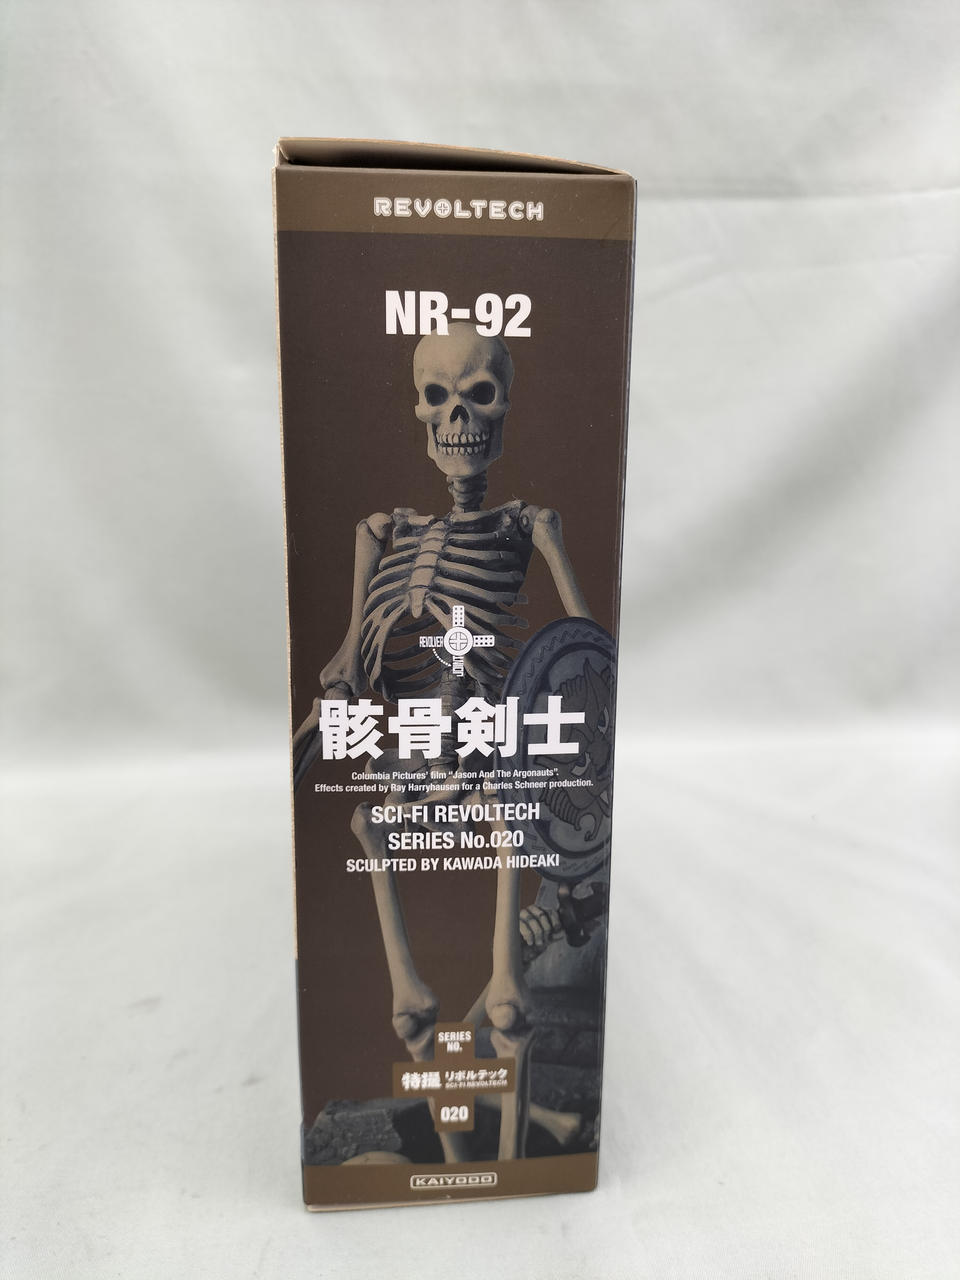 REVOLTECH
NR-92
REVOLVER
骸骨剣士
Columbia Pictures' film "Jason And The Argonauts".
Effects created by Ray Harryhausen for a Charles Schneer production.
SCI-FI REVOLTECH
SERIES No.020
SCULPTED BY KAWADA HIDEAKI
SERIES
NO.
特撮 リボルテック
SCI-FI REVOLTECH
020
KAIYODO